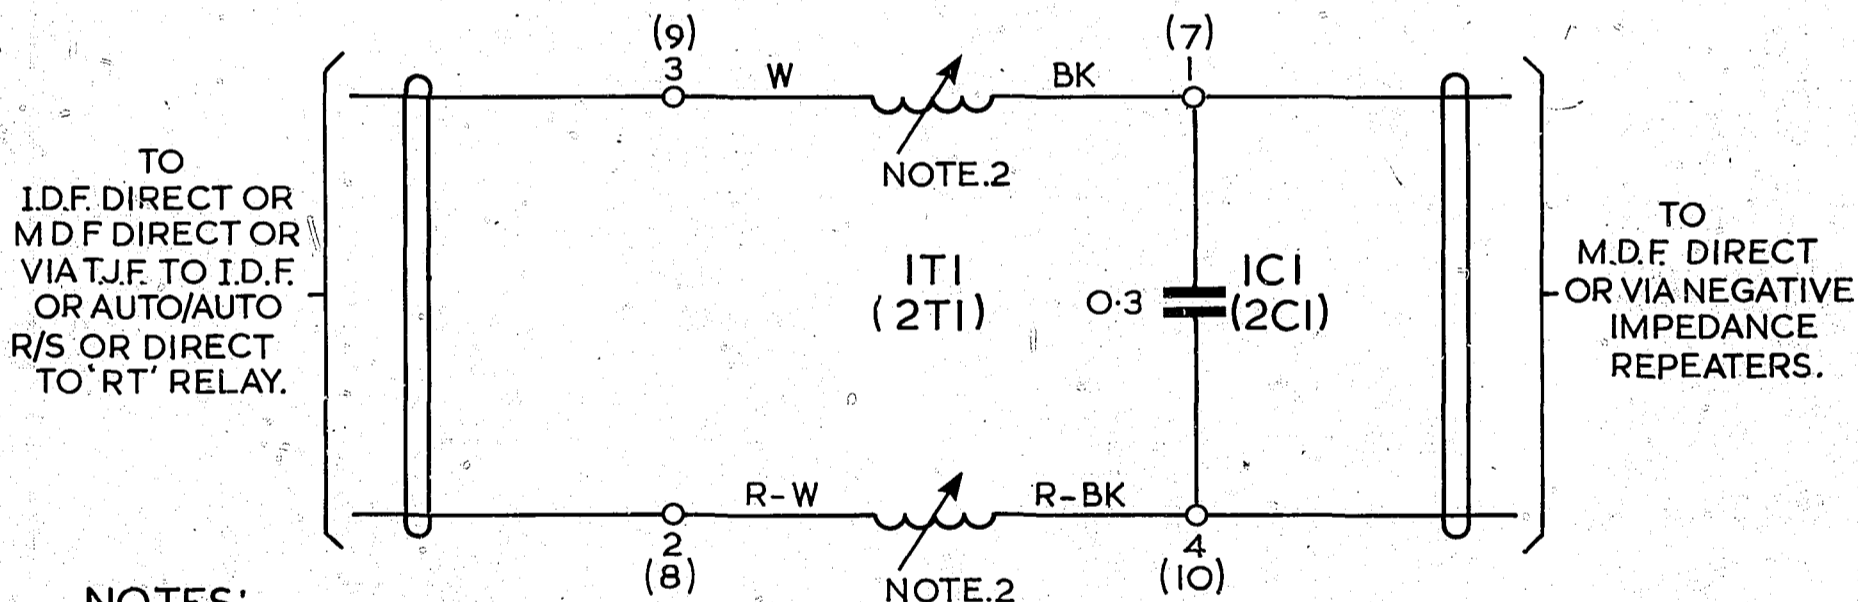 (9)
3
W
BK
(7)
1
NOTE.2
TO
I.D.F. DIRECT OR
M D F DIRECT OR
VIA T.J.F. TO I.D.F.
OR AUTO/AUTO
R/S OR DIRECT
TO 'RT' RELAY.
1T1
(2T1)
0·3
1C1
(2C1)
TO
M.D.F. DIRECT
OR VIA NEGATIVE
IMPEDANCE
REPEATERS.
R-W
R-BK
2
(8)
NOTE.2
4
(10)
NOTES: